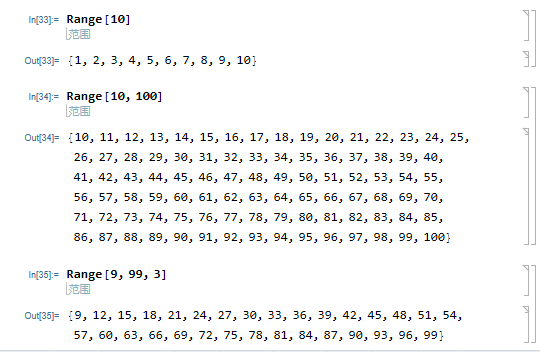 In[33]:= Range[10]
范围
Out[33]= {1, 2, 3, 4, 5, 6, 7, 8, 9, 10}
In[34]:= Range[10, 100]
范围
Out[34]= {10, 11, 12, 13, 14, 15, 16, 17, 18, 19, 20, 21, 22, 23, 24, 25,
26, 27, 28, 29, 30, 31, 32, 33, 34, 35, 36, 37, 38, 39, 40,
41, 42, 43, 44, 45, 46, 47, 48, 49, 50, 51, 52, 53, 54, 55,
56, 57, 58, 59, 60, 61, 62, 63, 64, 65, 66, 67, 68, 69, 70,
71, 72, 73, 74, 75, 76, 77, 78, 79, 80, 81, 82, 83, 84, 85,
86, 87, 88, 89, 90, 91, 92, 93, 94, 95, 96, 97, 98, 99, 100}
In[35]:= Range[9, 99, 3]
范围
Out[35]= {9, 12, 15, 18, 21, 24, 27, 30, 33, 36, 39, 42, 45, 48, 51, 54,
57, 60, 63, 66, 69, 72, 75, 78, 81, 84, 87, 90, 93, 96, 99}